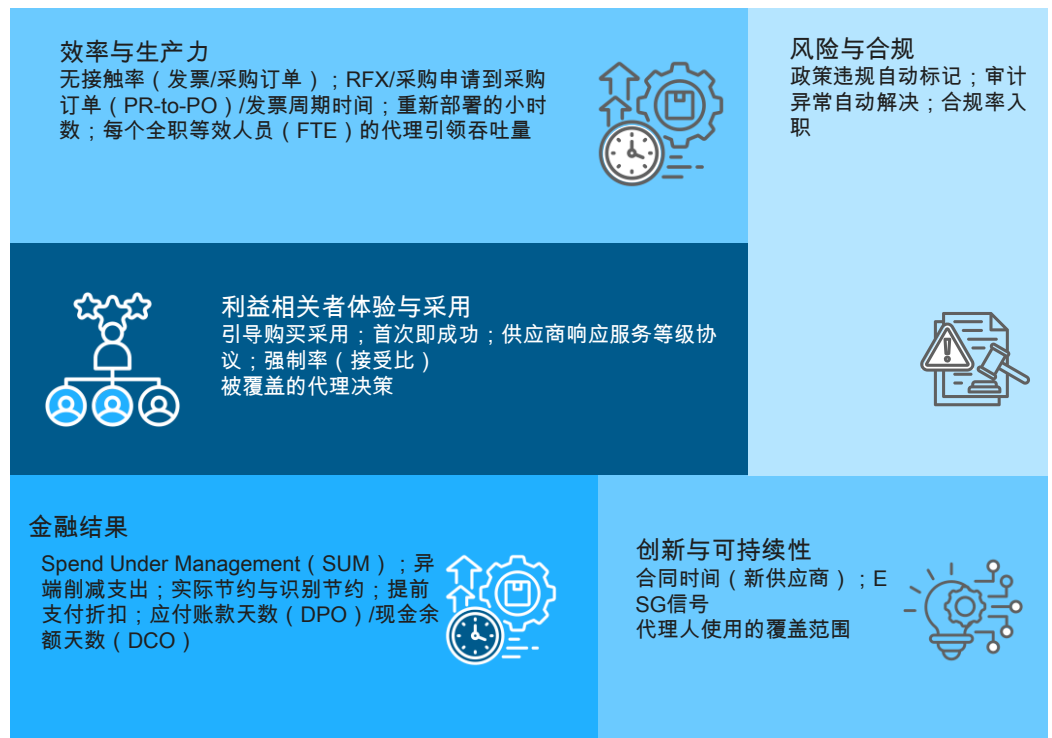 效率与生产力
无接触率（发票/采购订单）；RFX/采购申请到采购
订单（PR-to-PO）/发票周期时间；重新部署的小时
数；每个全职等效人员（FTE）的代理引领吞吐量
风险与合规
政策违规自动标记；审计
异常自动解决；合规率入
职
利益相关者体验与采用
引导购买采用；首次即成功；供应商响应服务等级协
议；强制率（接受比）
被覆盖的代理决策
金融结果
Spend Under Management（SUM）；异
端削减支出；实际节约与识别节约；提前
支付折扣；应付账款天数（DPO）/现金余
额天数（DCO）
创新与可持续性
合同时间（新供应商）；E
SG信号
代理人使用的覆盖范围